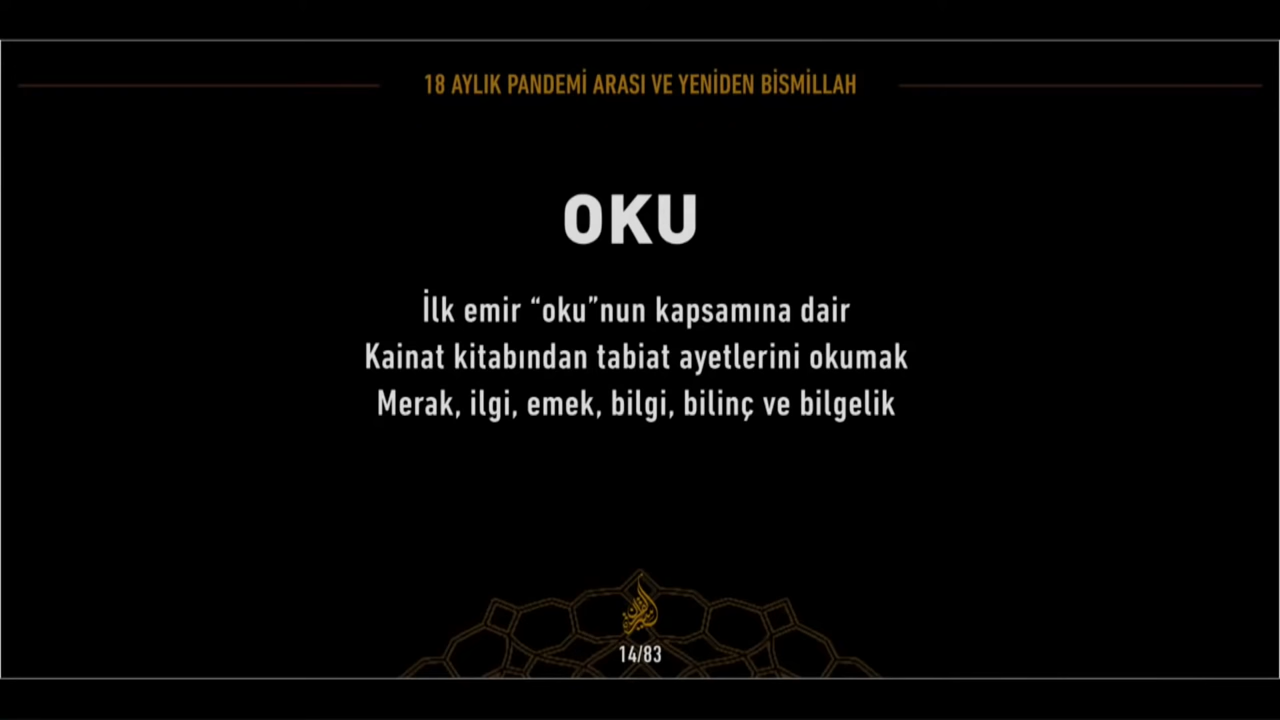 18 AYLIK PANDEMİ ARASI VE YENİDEN BİSMİLLAH
OKU
İlk emir “oku”nun kapsamına dair
Kainat kitabından tabiat ayetlerini okumak
Merak, ilgi, emek, bilgi, bilinç ve bilgelik
14/83